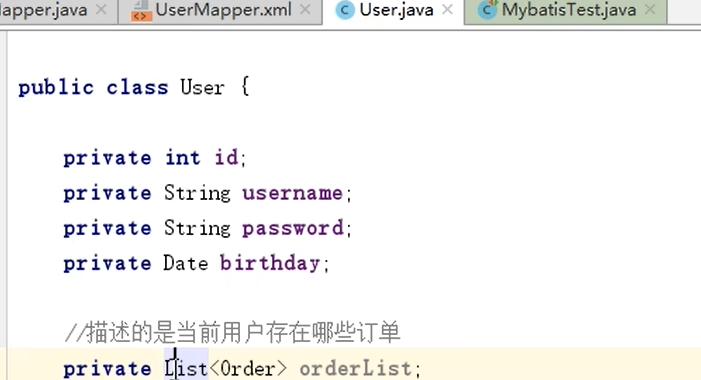 apper.java × UserMapper.xml × User.java × MybatisTest.java ×
public class User {
private int id;
private String username;
private String password;
private Date birthday;
//描述的是当前用户存在哪些订单
private List<Order> orderList;